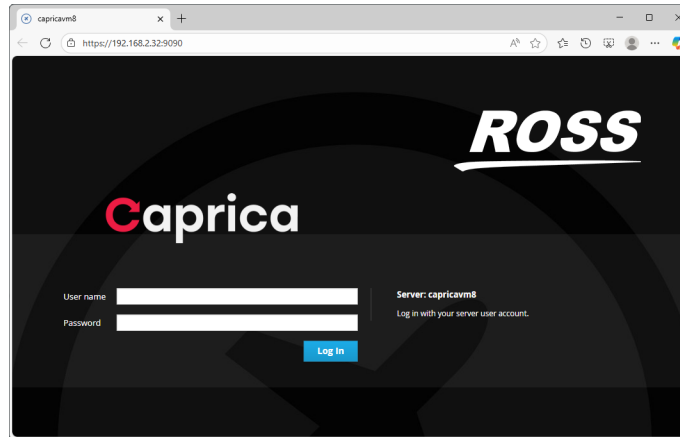 capricavm8
https://192.168.2.32:9090
ROSS
Caprica
User name
Server: capricavm8
Log in with your server user account.
Password
Log In